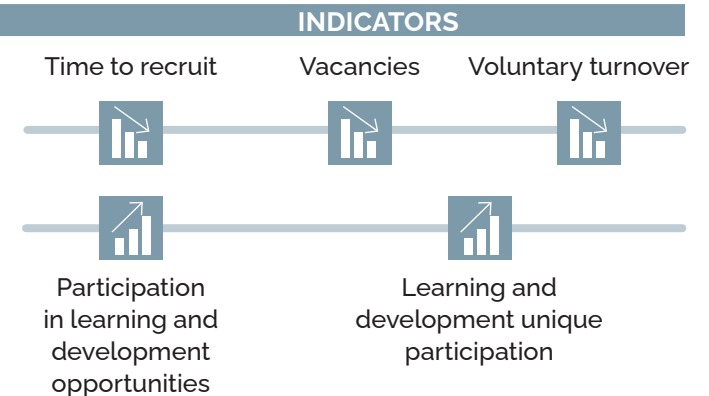 INDICATORS
Time to recruit
Vacancies
Voluntary turnover
Participation
in learning and
development
opportunities
Learning and
development unique
participation